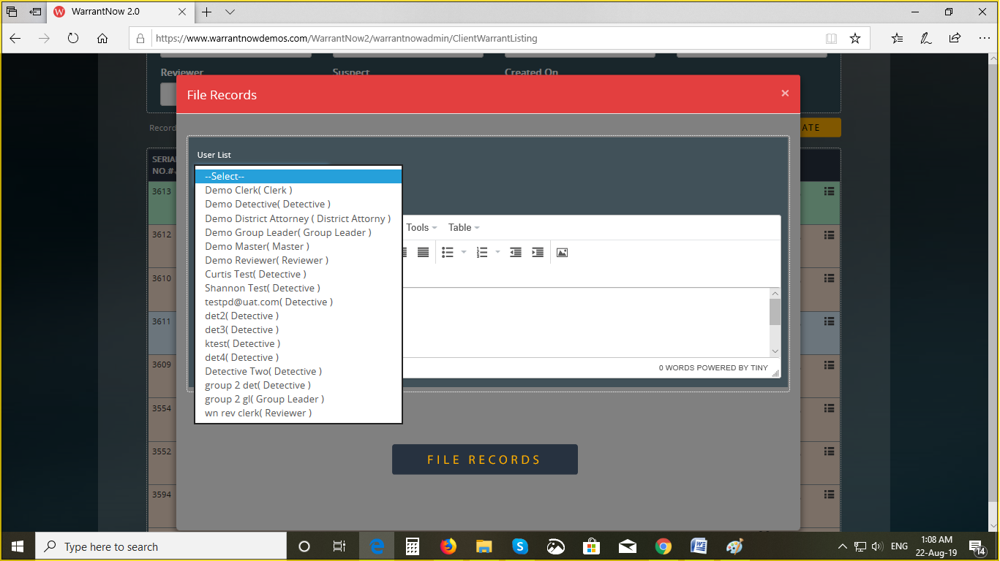 WarrantNow 2.0
https://www.warrantnowdemos.com/WarrantNow2/warrantnowadmin/ClientWarrantListing
Reviewer Suspect Created On
File Records ×
Record ATE
User List
SERIA
NO.#
--Select--
Demo Clerk( Clerk )
3613
Demo Detective( Detective )
Demo District Attorney ( District Attorny )
Tools Table
Demo Group Leader( Group Leader )
3612
Demo Master( Master )
Demo Reviewer( Reviewer )
Curtis Test( Detective )
3610
Shannon Test( Detective )
testpd@uat.com( Detective )
det2( Detective )
3611
det3( Detective )
ktest( Detective )
det4( Detective )
3609
0 WORDS POWERED BY TINY
Detective Two( Detective )
group 2 det( Detective )
group 2 gl( Group Leader )
3554
wn rev clerk( Reviewer )
3552
FILE RECORDS
3594
Type here to search
ENG
1:08 AM
22-Aug-19
14